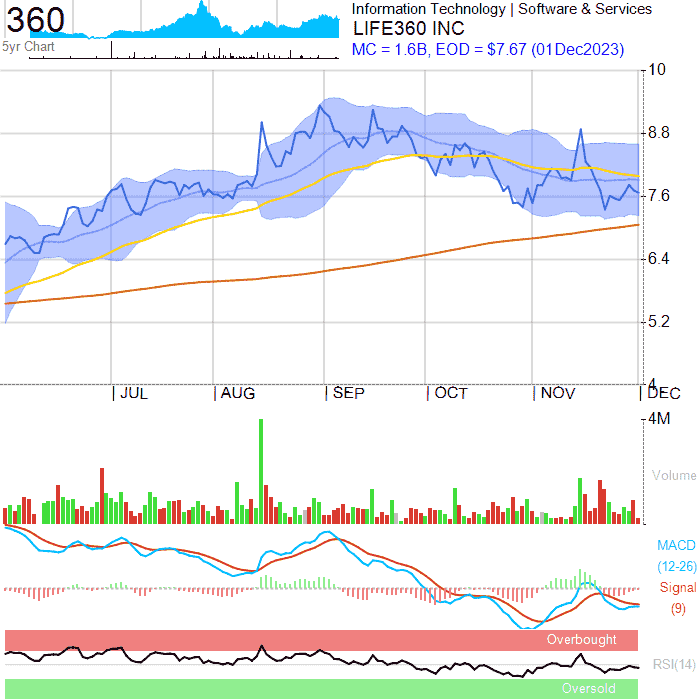 360
5yr Chart
Information Technology | Software & Services
LIFE360 INC
MC = 1.6B, EOD = $7.67 (01Dec2023)
10
8.8
7.6
6.4
5.2
4
JUL AUG SEP OCT NOV DEC
4M
Volume
MACD
(12-26)
Signal
(9)
Overbought
RSI(14)
Oversold